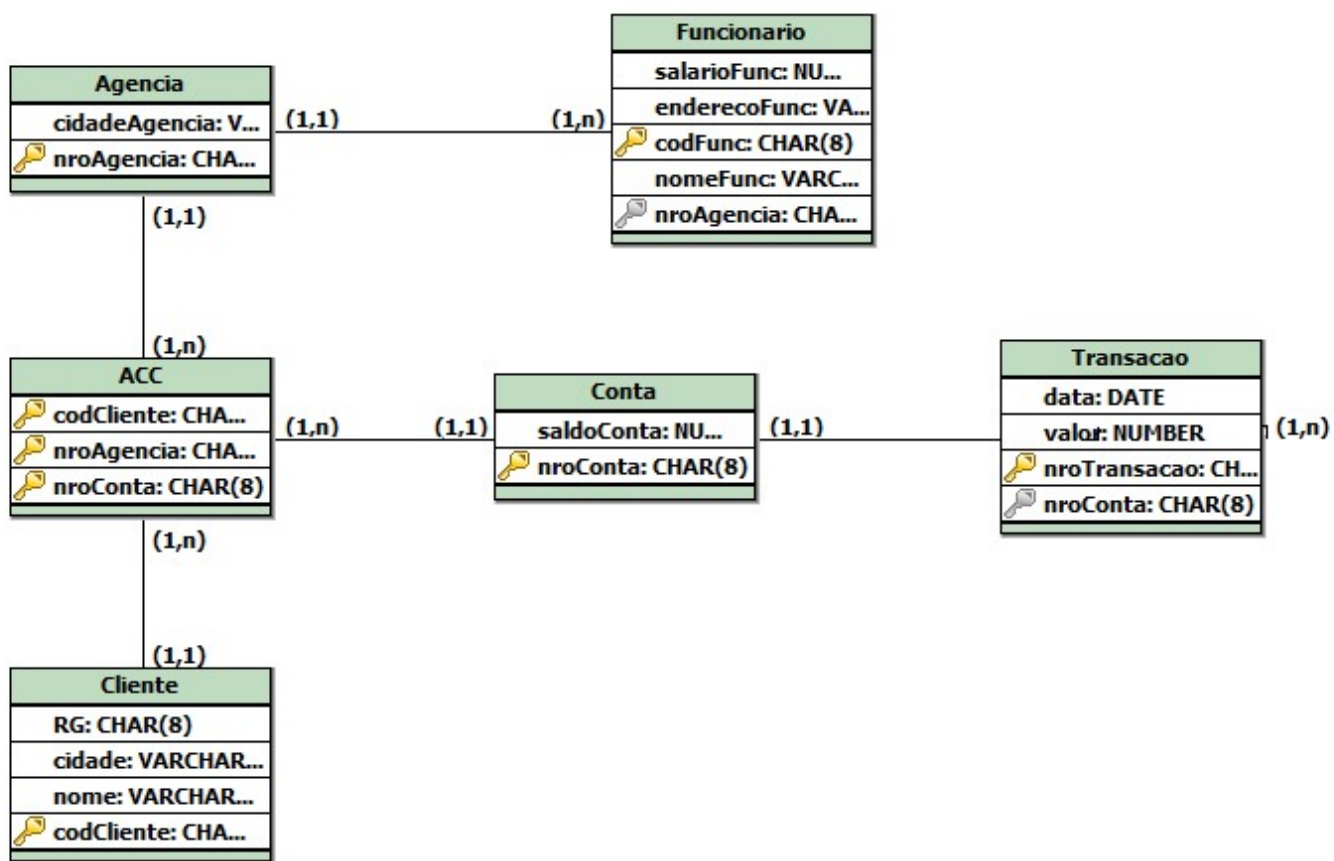 Agencia
cidadeAgencia: V...
nroAgencia: CHA...
(1,1)
(1,n)
Funcionario
salarioFunc: NU...
enderecoFunc: VA...
codFunc: CHAR(8)
nomeFunc: VARC...
nroAgencia: CHA...
(1,1)
(1,n)
ACC
codCliente: CHA...
nroAgencia: CHA...
nroConta: CHAR(8)
(1,n)
(1,1)
Conta
saldoConta: NU...
nroConta: CHAR(8)
(1,1)
Transacao
data: DATE
valor: NUMBER
nroTransacao: CH...
nroConta: CHAR(8)
(1,n)
(1,n)
(1,1)
Cliente
RG: CHAR(8)
cidade: VARCHAR...
nome: VARCHAR...
codCliente: CHA...